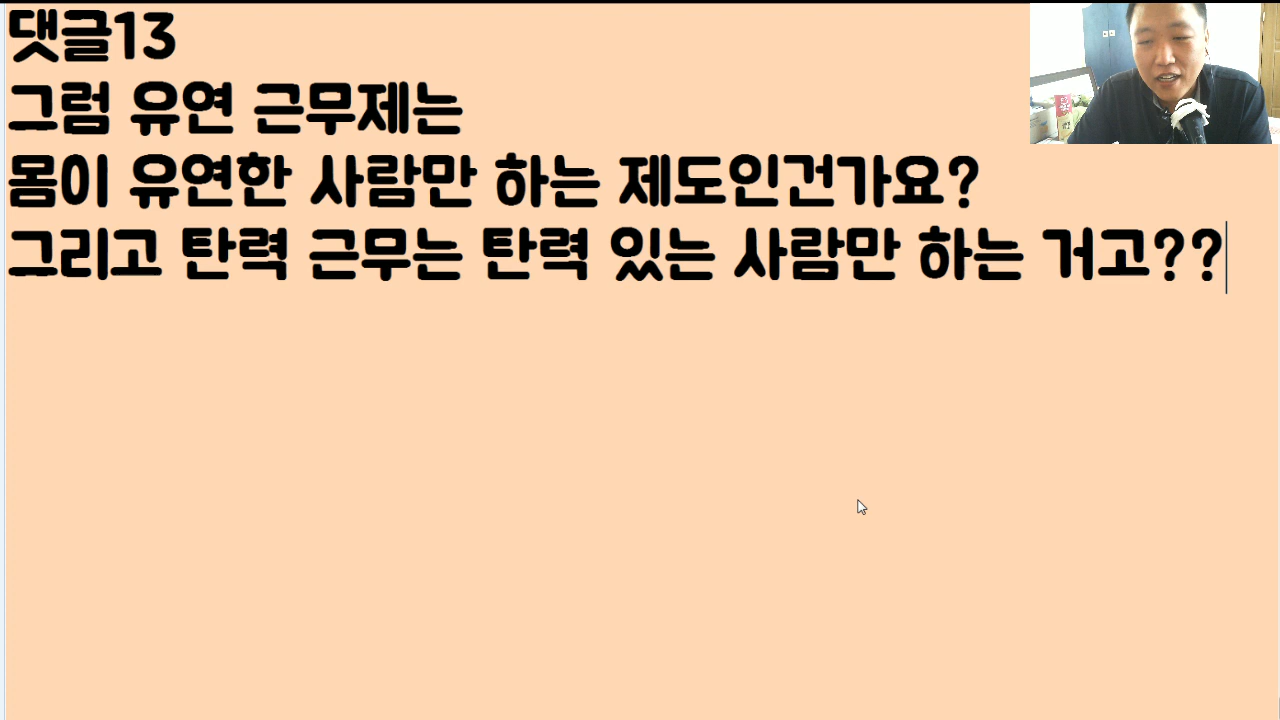 댓글13
그럼 유연 근무제는
몸이 유연한 사람만 하는 제도인건가요?
그리고 탄력 근무는 탄력 있는 사람만 하는 거고??